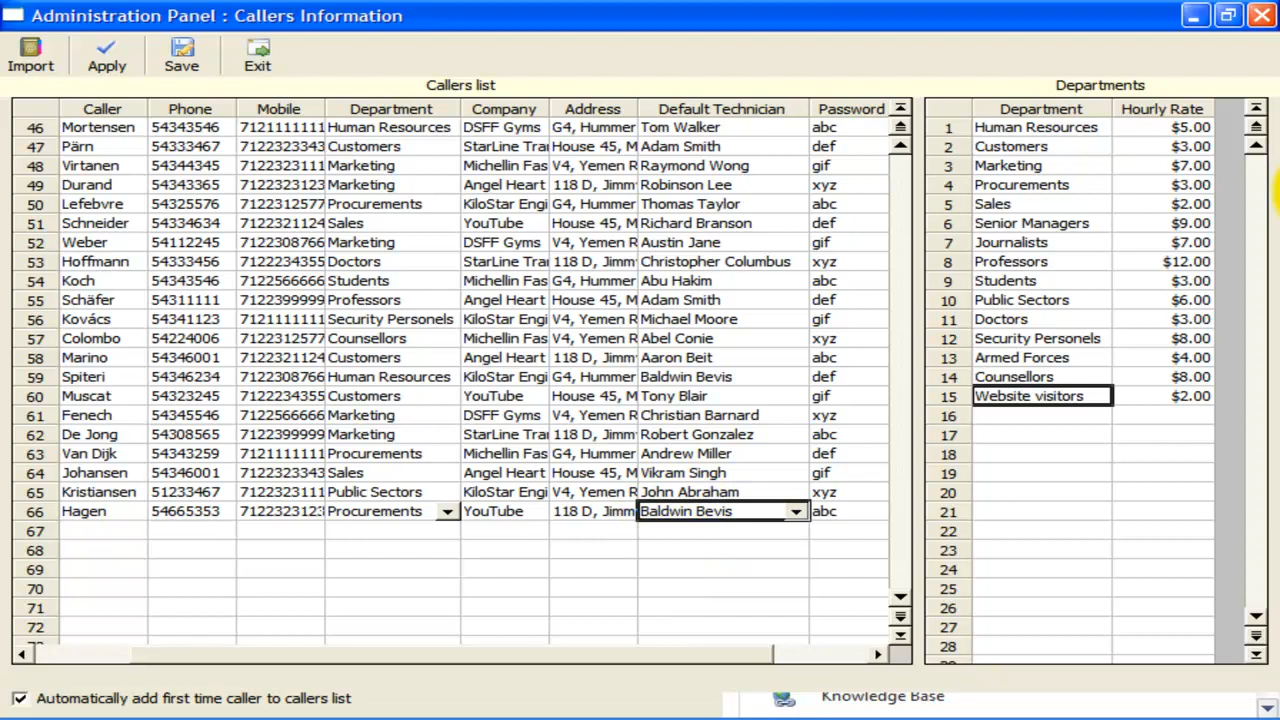 Administration Panel : Callers Information
Import Apply Save Exit
Callers list
Caller Phone Mobile Department Company Address Default Technician Password
46 Mortensen 54343546 7121111111 Human Resources DSFF Gyms G4, Hummer Tom Walker abc
47 Pärn 54333467 7122323343 Customers StarLine Trai House 45, M Adam Smith def
48 Virtanen 54344345 7122323111 Marketing Michellin Fas V4, Yemen R Raymond Wong gif
49 Durand 54343365 7122323123 Marketing Angel Heart 118 D, Jimm Robinson Lee xyz
50 Lefebvre 54325576 7122312577 Procurements KiloStar Engi G4, Hummer Thomas Taylor abc
51 Schneider 54334634 7122321124 Sales YouTube House 45, M Richard Branson def
52 Weber 54112245 7122308766 Marketing DSFF Gyms V4, Yemen R Austin Jane gif
53 Hoffmann 54333456 7122234355 Doctors StarLine Trai 118 D, Jimm Christopher Columbus xyz
54 Koch 54343546 7122566666 Students Michellin Fas G4, Hummer Abu Hakim abc
55 Schäfer 54311111 7122399999 Professors Angel Heart House 45, M Adam Smith def
56 Kovács 54341123 7121111111 Security Personels KiloStar Engi V4, Yemen R Michael Moore gif
57 Colombo 54224006 7122312577 Counsellors Michellin Fas V4, Yemen R Abel Conie xyz
58 Marino 54346001 7122321124 Customers Angel Heart 118 D, Jimm Aaron Beit abc
59 Spiteri 54346234 7122308766 Human Resources KiloStar Engi G4, Hummer Baldwin Bevis def
60 Muscat 54323245 7122234355 Customers YouTube House 45, M Tony Blair gif
61 Fenech 54345546 7122566666 Marketing DSFF Gyms V4, Yemen R Christian Barnard xyz
62 De Jong 54308565 7122399999 Marketing StarLine Trai 118 D, Jimm Robert Gonzalez abc
63 Van Dijk 54343259 7121111111 Procurements Michellin Fas G4, Hummer Andrew Miller def
64 Johansen 54346001 7122323343 Sales Angel Heart House 45, M Vikram Singh gif
65 Kristiansen 51233467 7122323111 Public Sectors KiloStar Engi V4, Yemen R John Abraham xyz
66 Hagen 54665353 7122323123 Procurements YouTube 118 D, Jimm Baldwin Bevis abc
67
68
69
70
71
72
Departments
Department Hourly Rate
1 Human Resources $5.00
2 Customers $3.00
3 Marketing $7.00
4 Procurements $3.00
5 Sales $2.00
6 Senior Managers $9.00
7 Journalists $7.00
8 Professors $12.00
9 Students $3.00
10 Public Sectors $6.00
11 Doctors $3.00
12 Security Personels $8.00
13 Armed Forces $4.00
14 Counsellors $8.00
15 Website visitors $2.00
16
17
18
19
20
21
22
23
24
25
26
27
28
Automatically add first time caller to callers list
Knowledge Base